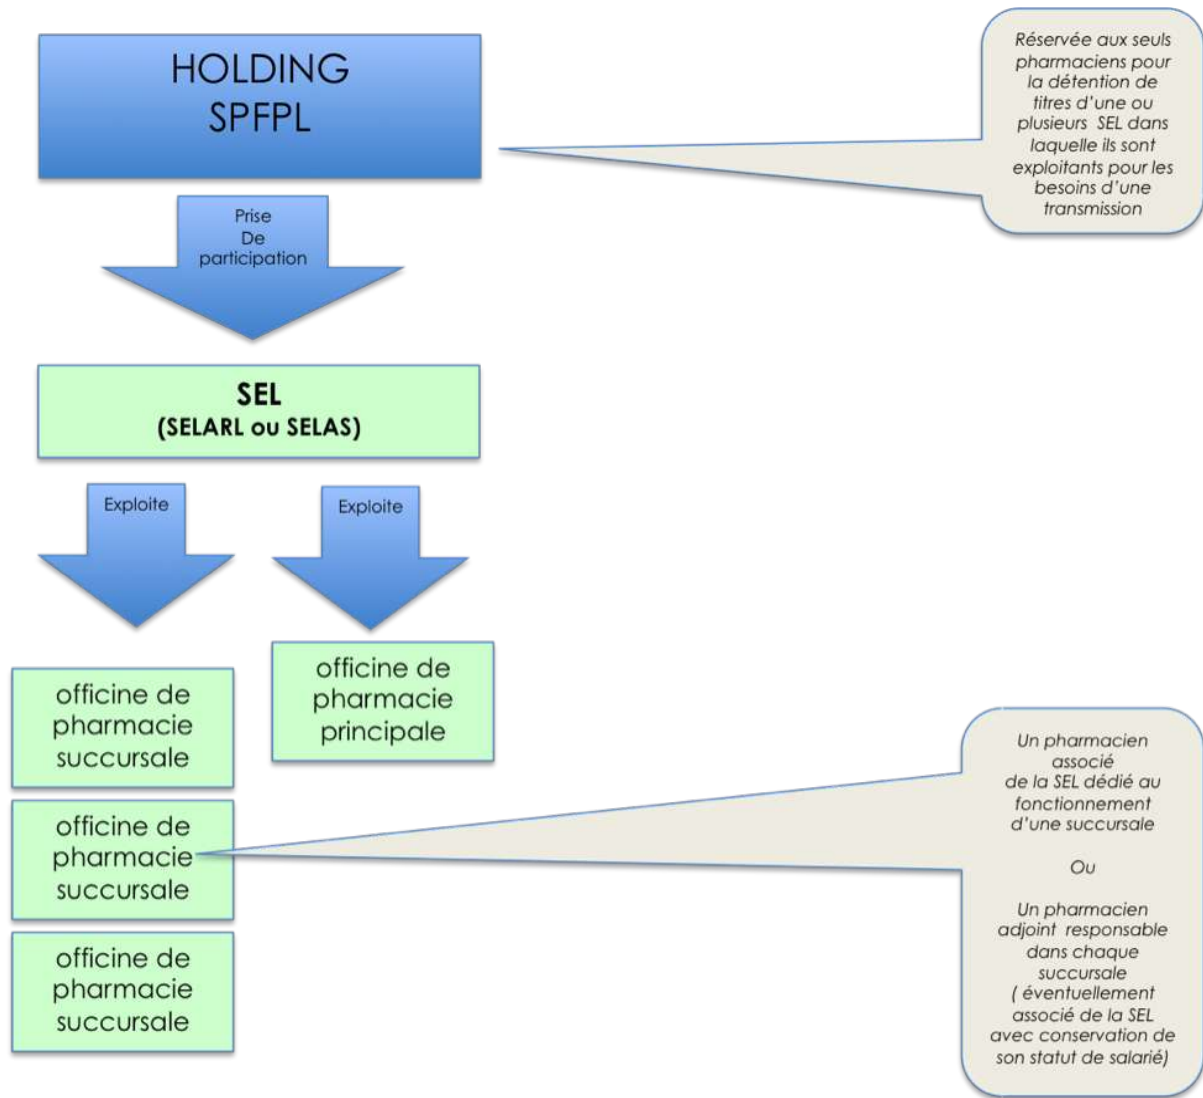 HOLDING
SPFPL
Réservée aux seuls
pharmaciens pour
la détention de
titres d'une ou
plusieurs SEL dans
laquelle ils sont
exploitants pour les
besoins d'une
transmission
Prise
De
participation
SEL
(SELARL ou SELAS)
Exploite
Exploite
officine de
pharmacie
succursale
officine de
pharmacie
principale
officine de
pharmacie
succursale
officine de
pharmacie
succursale
Un pharmacien
associé
de la SEL dédié au
fonctionnement
d'une succursale
Ou
Un pharmacien
adjoint responsable
dans chaque
succursale
( éventuellement
associé de la SEL
avec conservation de
son statut de salarié)